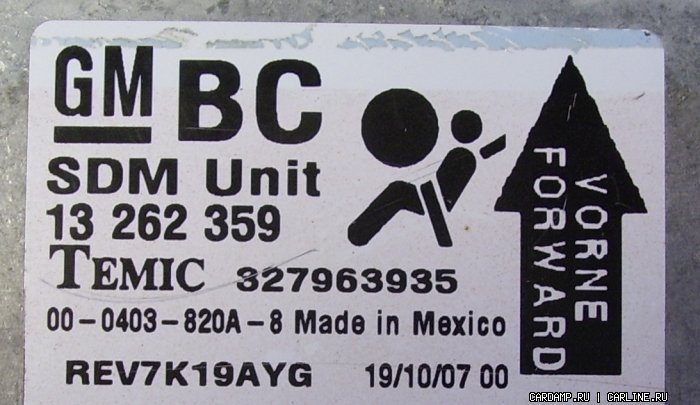 GM BC
SDM Unit
13 262 359
TEMIC 327963935
00-0403-820A-8 Made in Mexico
REV7K19AYG 19/10/07 00
VORNE
FORWARD
CARDAMP.RU | CARLINE.RU